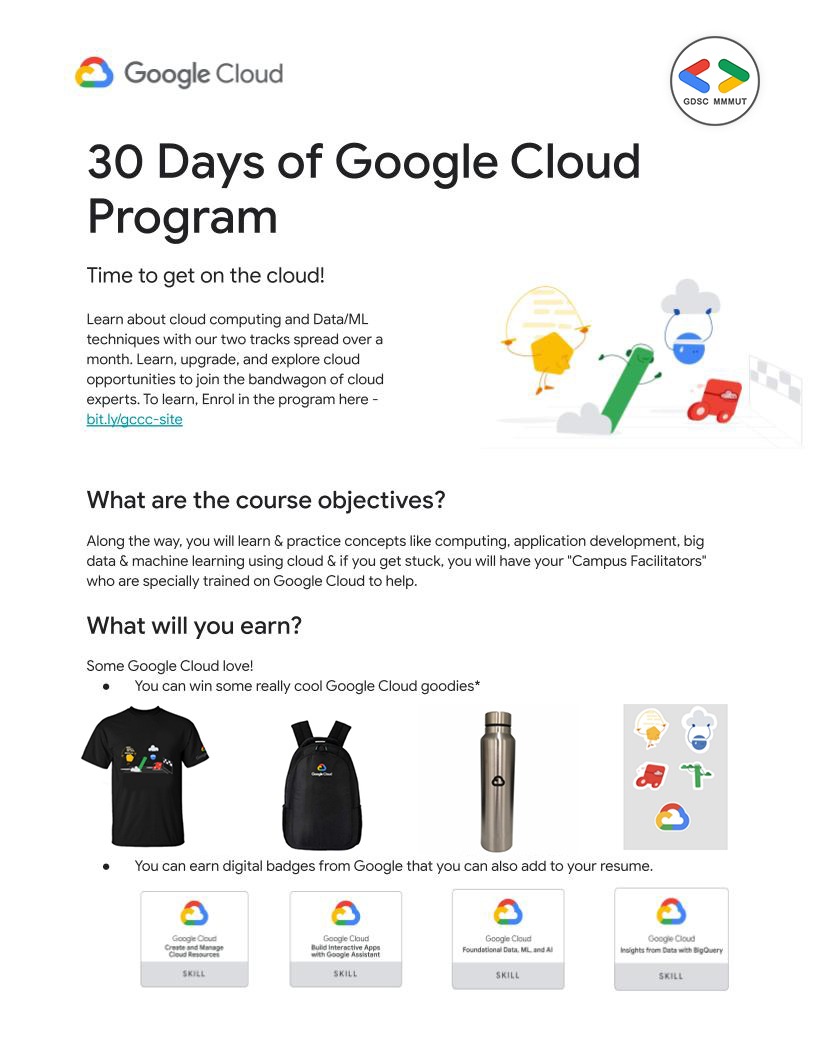 Google Cloud
GDSC MMMUT
30 Days of Google Cloud
Program
Time to get on the cloud!
Learn about cloud computing and Data/ML
techniques with our two tracks spread over a
month. Learn, upgrade, and explore cloud
opportunities to join the bandwagon of cloud
experts. To learn, Enrol in the program here -
bit.ly/gccc-site
What are the course objectives?
Along the way, you will learn & practice concepts like computing, application development, big
data & machine learning using cloud & if you get stuck, you will have your "Campus Facilitators"
who are specially trained on Google Cloud to help.
What will you earn?
Some Google Cloud love!
● You can win some really cool Google Cloud goodies*
Google Cloud
● You can earn digital badges from Google that you can also add to your resume.
Google Cloud
Create and Manage
Cloud Resources
SKILL
Google Cloud
Build Interactive Apps
with Google Assistant
SKILL
Google Cloud
Foundational Data, ML, and AI
SKILL
Google Cloud
Insights from Data with BigQuery
SKILL